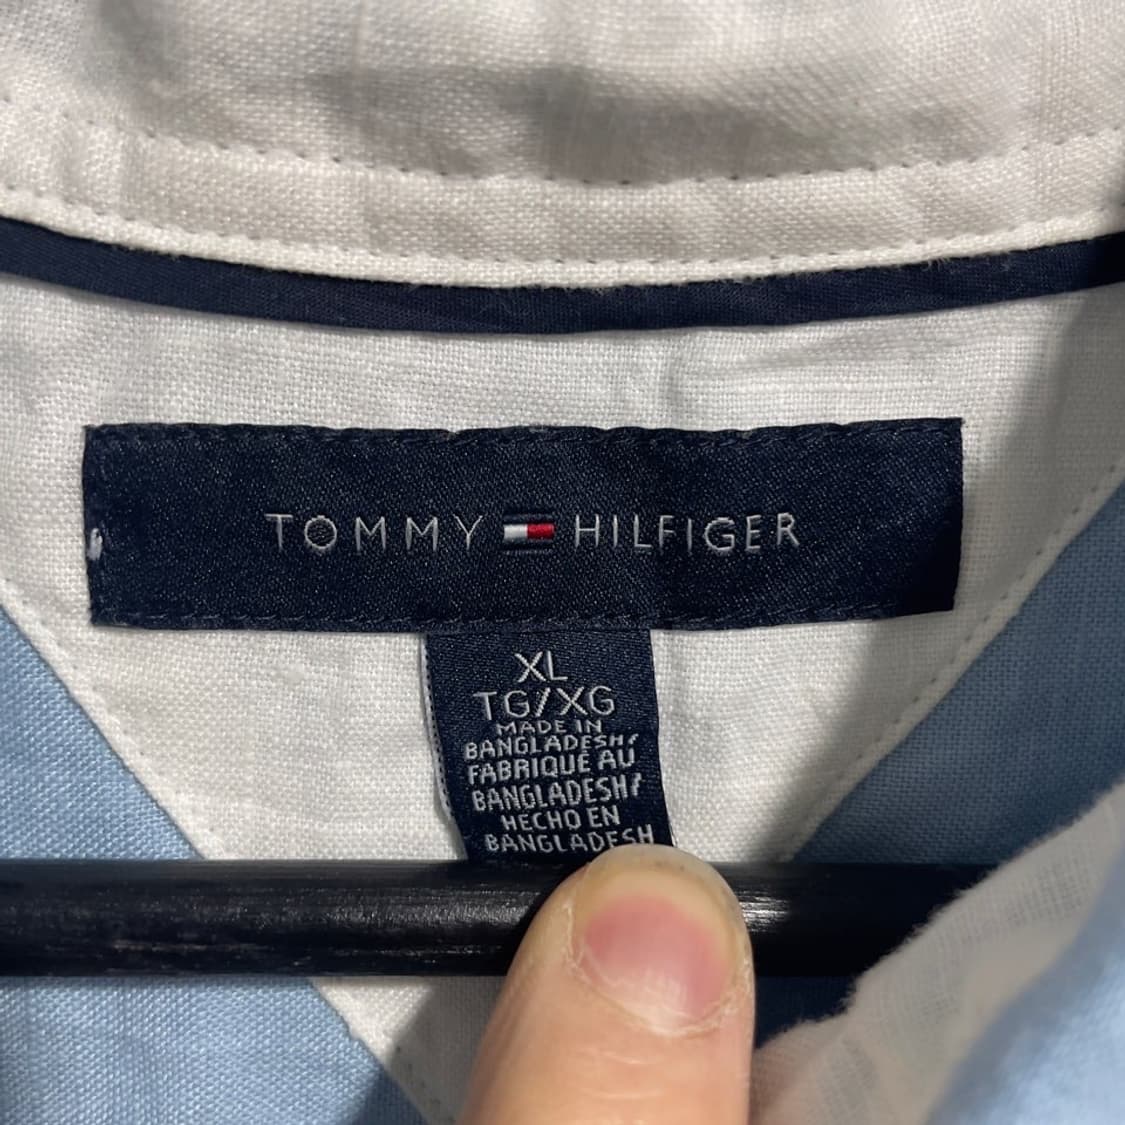 TOMMY HILFIGER
XL
TG/XG
MADE IN
BANGLADESH/
FABRIQUÉ AU
BANGLADESH/
HECHO EN
BANGLADESH